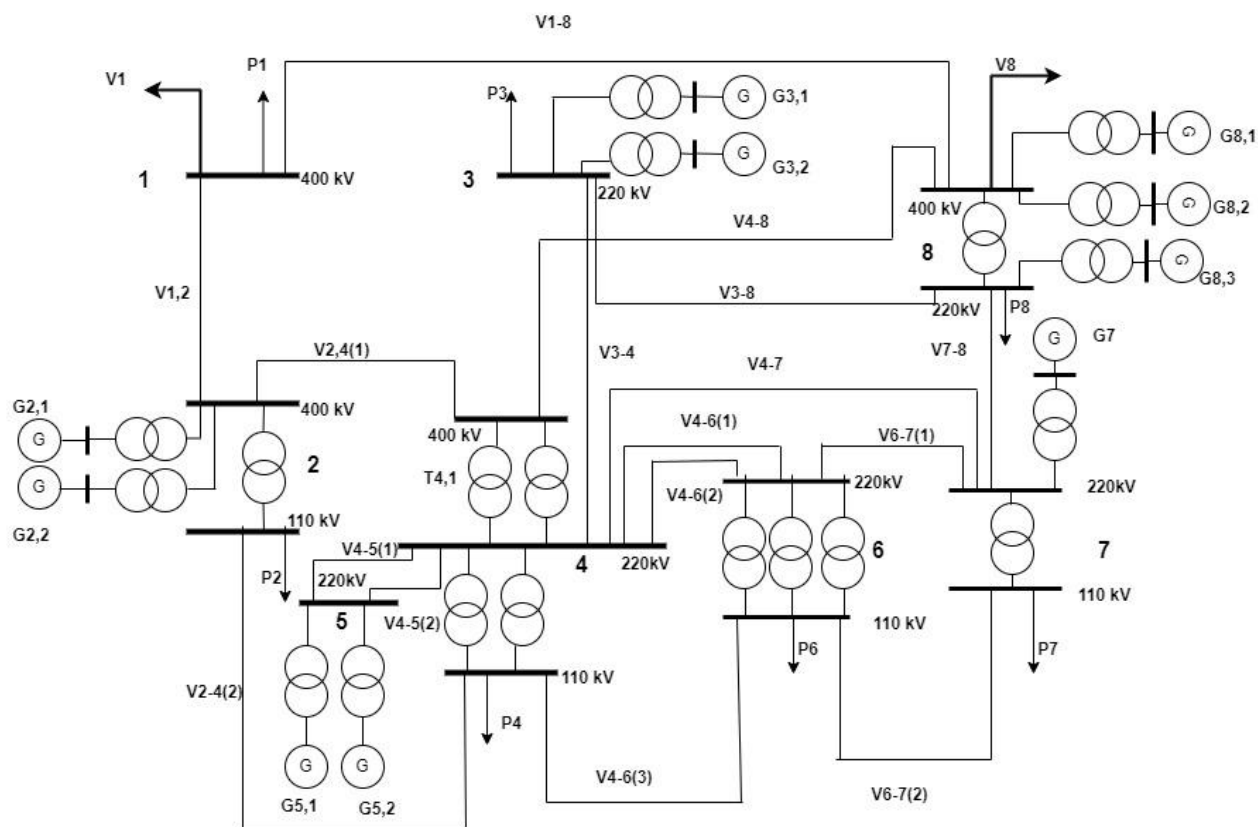 V1-8
V1
P1
P3
G3,1
V8
G
G
G8,1
1
400 kV
3
G
G3,2
220 kV
400 kV
G
G8,2
V4-8
8
G
G8,3
V1,2
V3-8
220kV
P8
V3-4
V7-8
G
G7
V2,4(1)
V4-7
G2,1
G
400 kV
400 kV
V4-6(1)
V6-7(1)
2
T4,1
G
G2,2
110 kV
V4-6(2)
220kV
220kV
6
7
P2
V4-5(1)
220kV
4
220kV
110 kV
5
V4-5(2)
110 kV
P6
P7
V2-4(2)
110 kV
P4
G
G
V4-6(3)
V6-7(2)
G5,1
G5,2